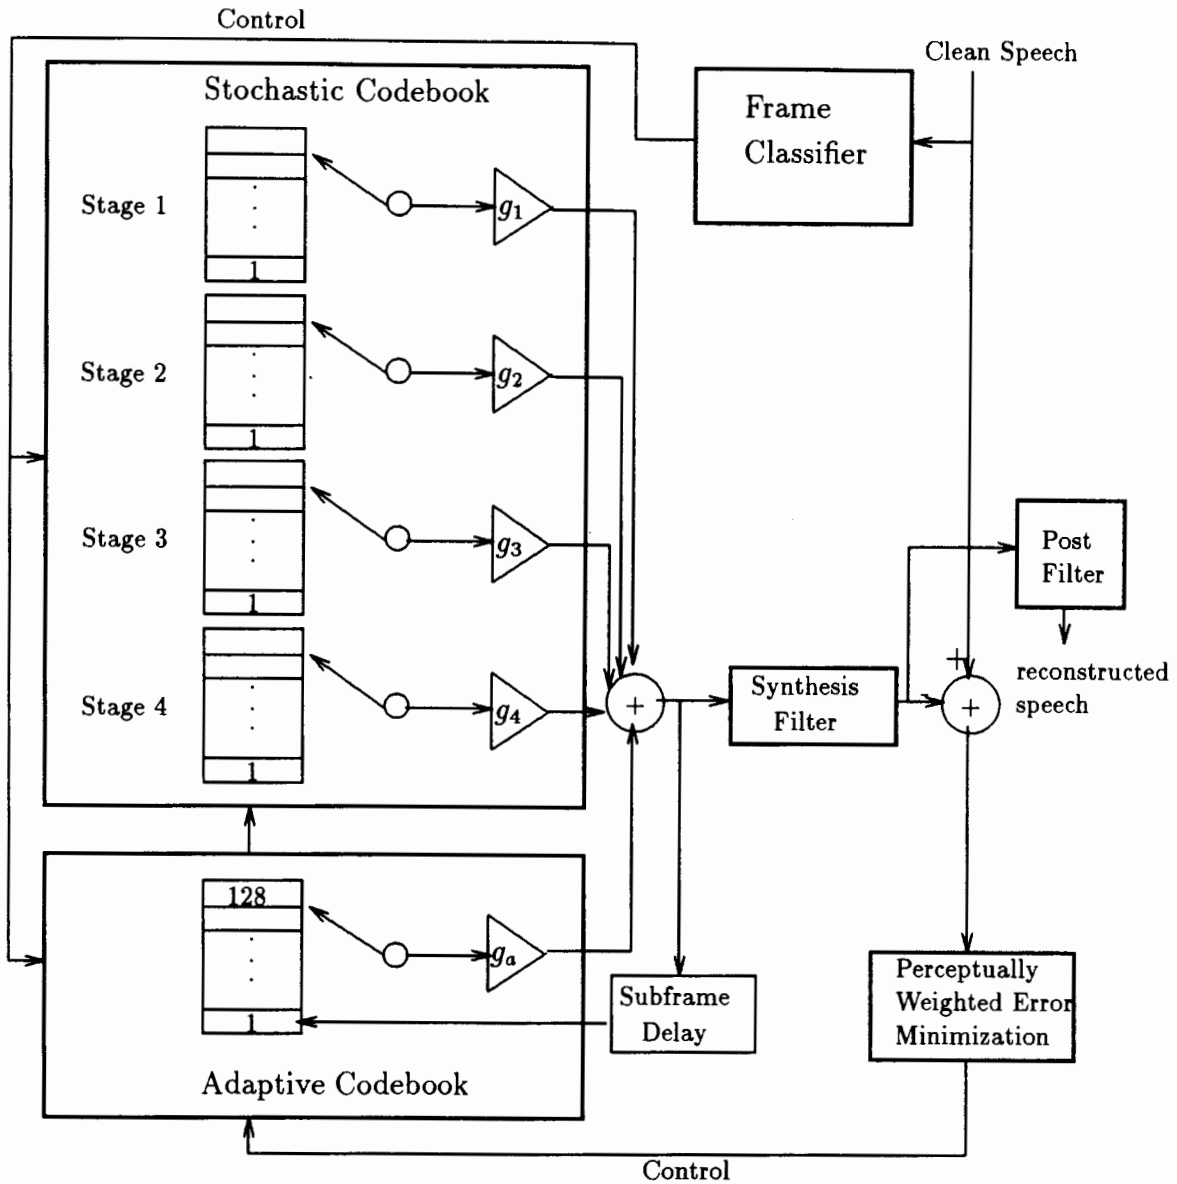 Control
Clean Speech
Stochastic Codebook
Frame
Classifier
Stage 1
g1
1
Stage 2
g2
1
Stage 3
g3
1
Post
Filter
Stage 4
g4
1
+
Synthesis
Filter
+
+
reconstructed
speech
128
ga
1
Adaptive Codebook
Subframe
Delay
Perceptually
Weighted Error
Minimization
Control